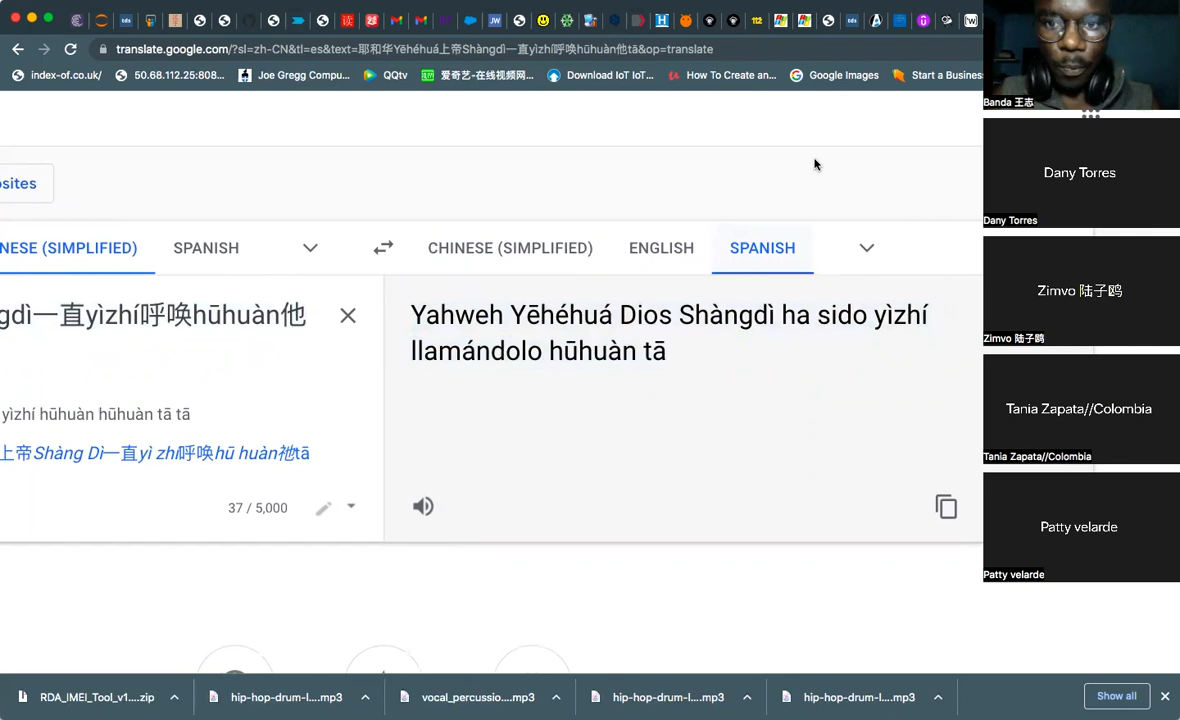 translate.google.com/?sl=zh-CN&tl=es&text=耶和华Yēhéhuá上帝Shàngdì一直yìzhí呼唤hūhuàn他tā&op=translate
index-of.co.uk/
50.68.112.25:808...
Joe Gregg Compu...
QQtv
爱奇艺-在线视频网...
Download IoT IoT...
How To Create an...
Google Images
Start a Business
Banda 王志
sites
NESE (SIMPLIFIED)
SPANISH
CHINESE (SIMPLIFIED)
ENGLISH
SPANISH
gdì一直yìzhí呼唤hūhuàn他
Yahweh Yēhéhuá Dios Shàngdì ha sido yìzhí
llamándolo hūhuàn tā
yìzhí hūhuàn hūhuàn tā tā
上帝Shàng Dì一直yì zhí呼唤hū huàn祂tā
37 / 5,000
Dany Torres
Dany Torres
Zimvo 陆子鸥
Zimvo 陆子鸥
Tania Zapata//Colombia
Tania Zapata//Colombia
Patty velarde
Patty velarde
RDA_IMEI_Tool_v1....zip
hip-hop-drum-l....mp3
vocal_percussio....mp3
hip-hop-drum-l....mp3
hip-hop-drum-l....mp3
Show all